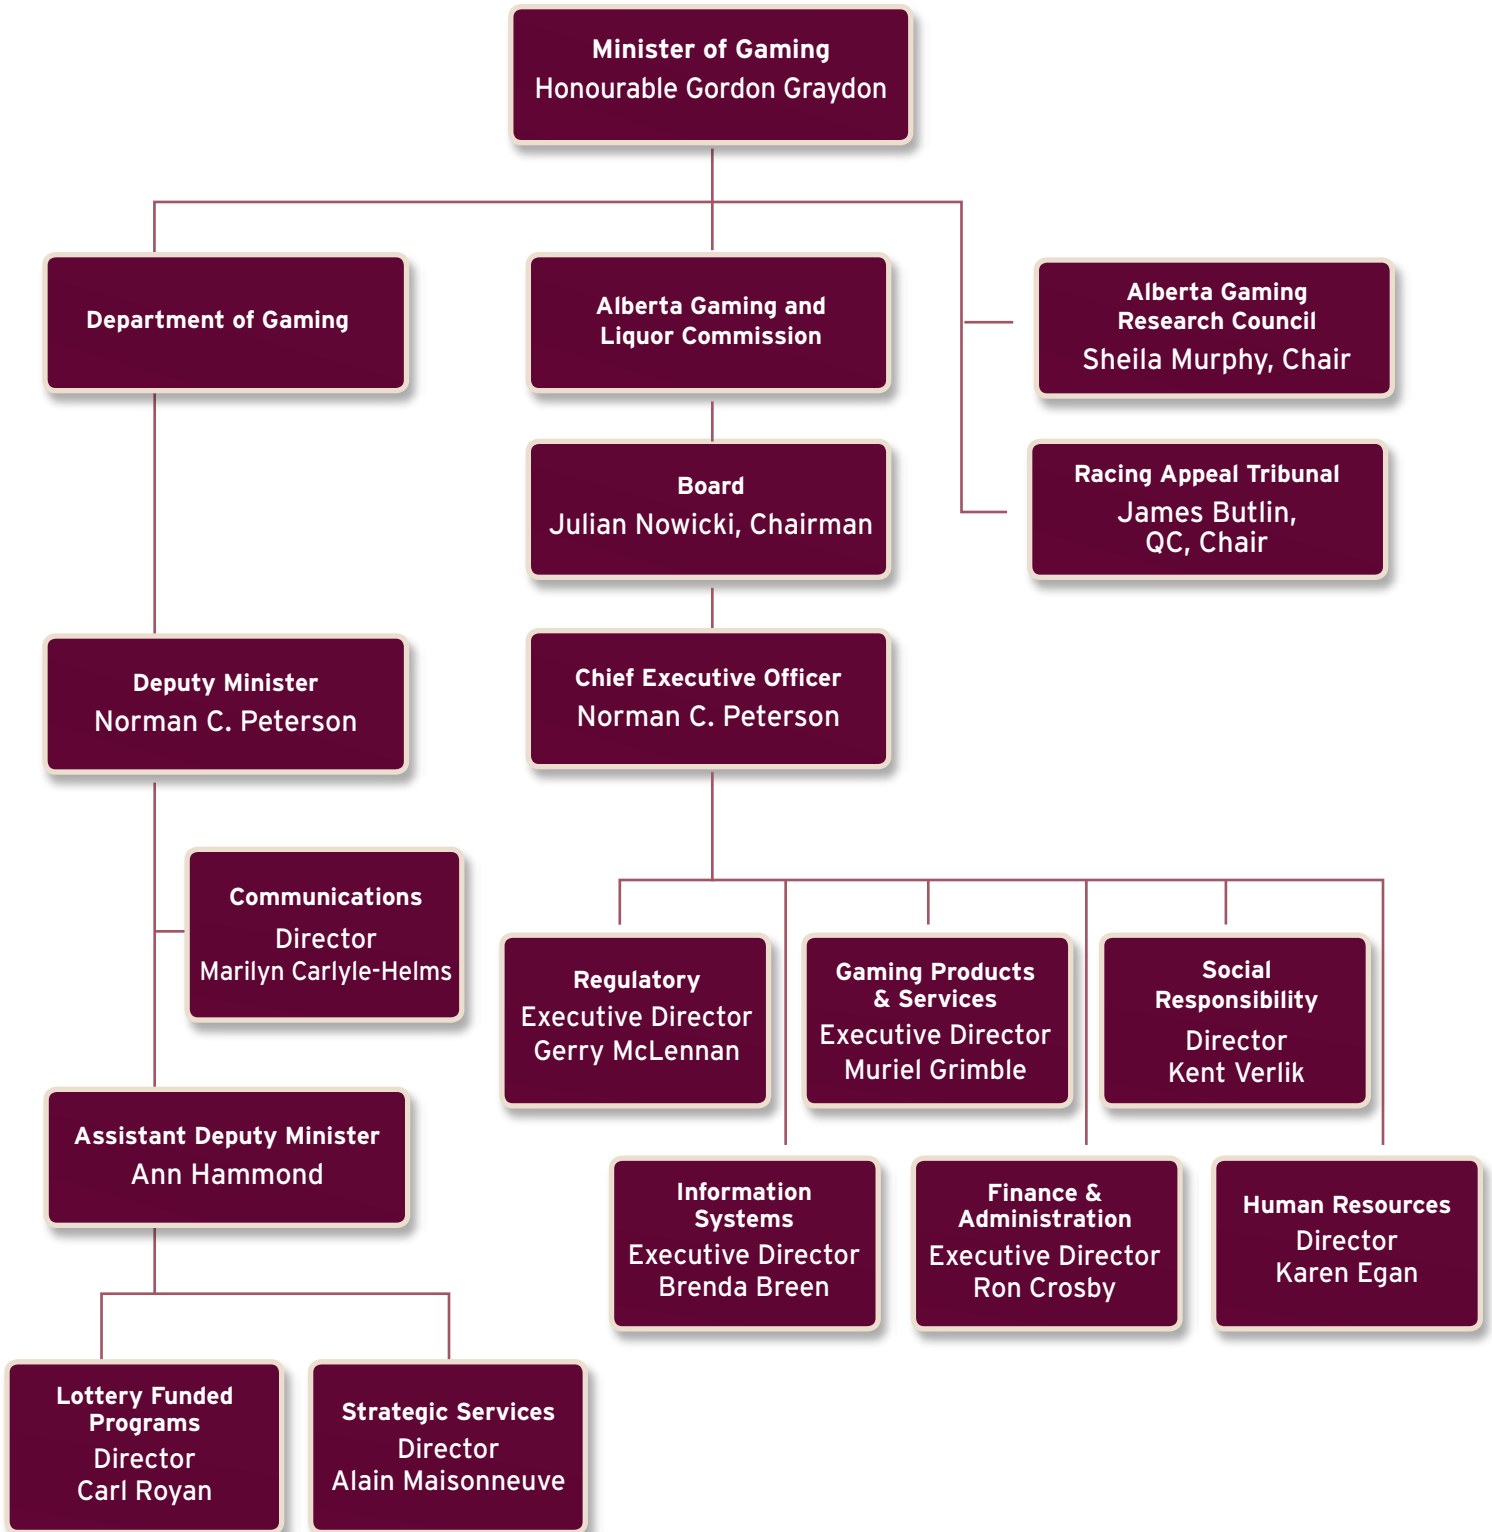 Minister of Gaming
Honourable Gordon Graydon
Department of Gaming
Alberta Gaming and
Liquor Commission
Alberta Gaming
Research Council
Sheila Murphy, Chair
Board
Julian Nowicki, Chairman
Racing Appeal Tribunal
James Butlin,
QC, Chair
Deputy Minister
Norman C. Peterson
Chief Executive Officer
Norman C. Peterson
Communications
Director
Marilyn Carlyle-Helms
Regulatory
Executive Director
Gerry McLennan
Gaming Products
& Services
Executive Director
Muriel Grimble
Social
Responsibility
Director
Kent Verlik
Assistant Deputy Minister
Ann Hammond
Information
Systems
Executive Director
Brenda Breen
Finance &
Administration
Executive Director
Ron Crosby
Human Resources
Director
Karen Egan
Lottery Funded
Programs
Director
Carl Royan
Strategic Services
Director
Alain Maisonneuve